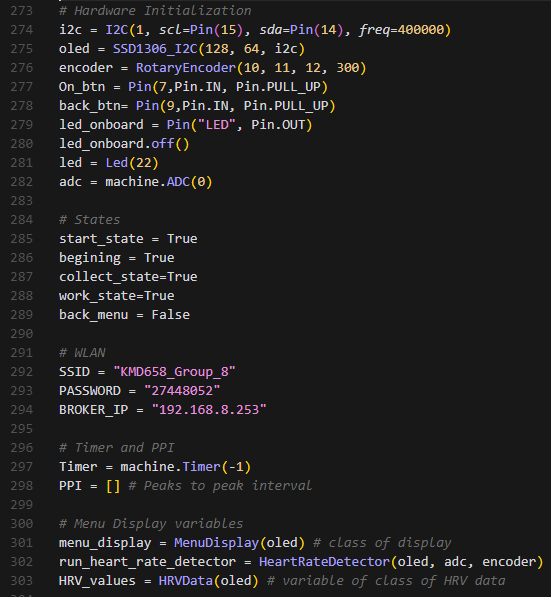 273 # Hardware Initialization
274 i2c = I2C(1, scl=Pin(15), sda=Pin(14), freq=400000)
275 oled = SSD1306_I2C(128, 64, i2c)
276 encoder = RotaryEncoder(10, 11, 12, 300)
277 On_btn = Pin(7,Pin.IN, Pin.PULL_UP)
278 back_btn= Pin(9,Pin.IN, Pin.PULL_UP)
279 led_onboard = Pin("LED", Pin.OUT)
280 led_onboard.off()
281 led = Led(22)
282 adc = machine.ADC(0)
283
284 # States
285 start_state = True
286 begining = True
287 collect_state=True
288 work_state=True
289 back_menu = False
290
291 # WLAN
292 SSID = "KMD658_Group_8"
293 PASSWORD = "27448052"
294 BROKER_IP = "192.168.8.253"
295
296 # Timer and PPI
297 Timer = machine.Timer(-1)
298 PPI = [] # Peaks to peak interval
299
300 # Menu Display variables
301 menu_display = MenuDisplay(oled) # class of display
302 run_heart_rate_detector = HeartRateDetector(oled, adc, encoder)
303 HRV_values = HRVData(oled) # variable of class of HRV data